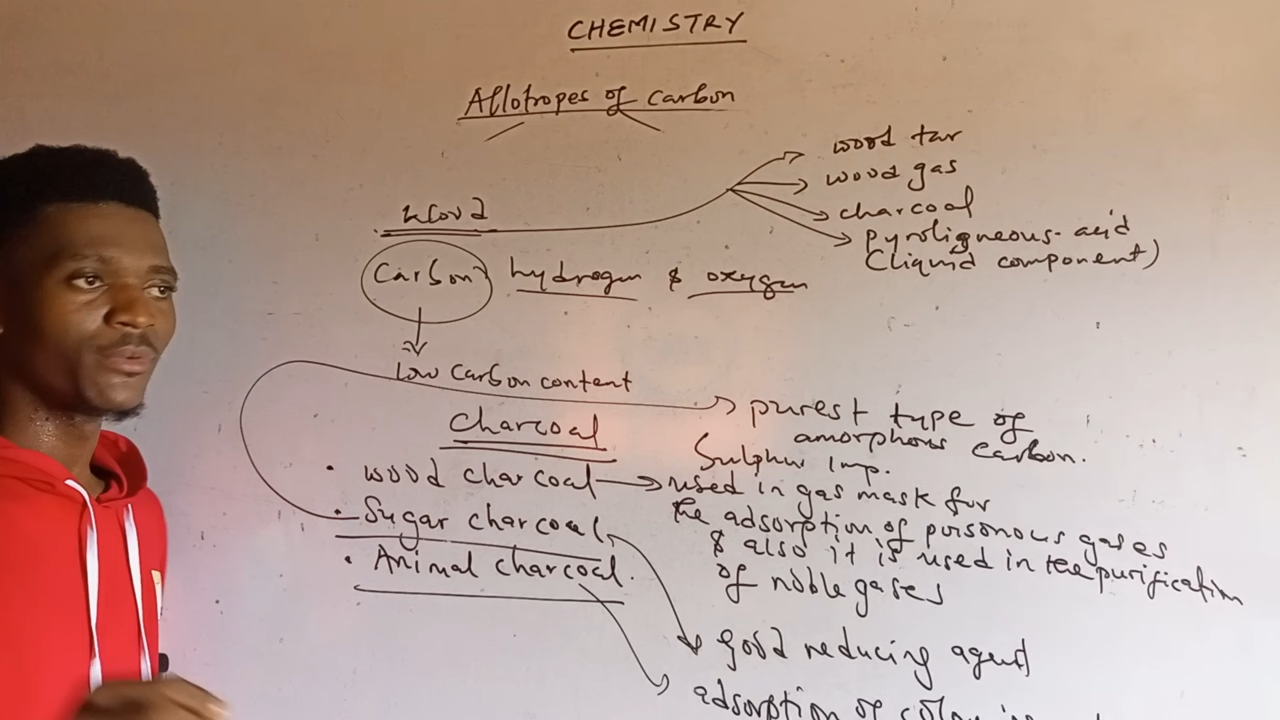 CHEMISTRY
Allotropes of carbon
wood tar
wood gas
charcoal
pyroligneous-acid
(liquid component)
wood
Carbon hydrogen & oxygen
low carbon content
purest type of
amorphous carbon.
Charcoal
Sulphur imp.
• wood charcoal
used in gas mask for
the adsorption of poisonous gases
& also it is used in the purification
of noble gases
• Sugar charcoal
• Animal charcoal.
good reducing agent
adsorption of